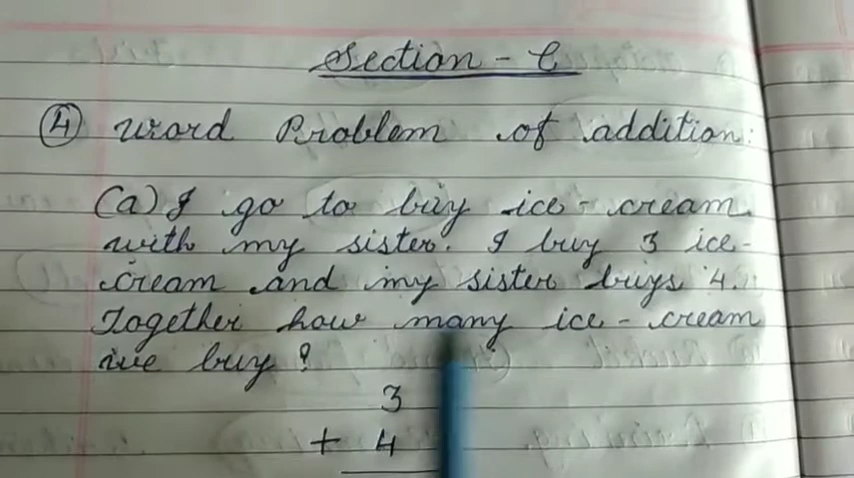 Section - C
4 Word Problem of addition:
(a) I go to buy ice-cream
with my sister. I buy 3 ice-
cream and my sister buys 4.
Together how many ice-cream
we buy?
3
+ 4